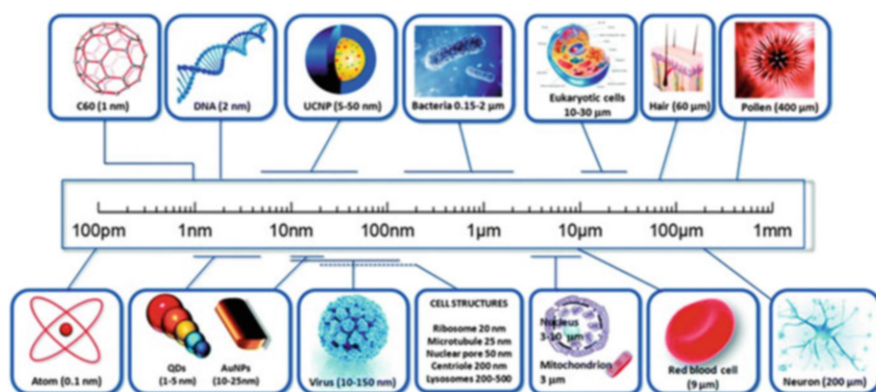 C60 (1 nm)
DNA (2 nm)
UCNP (5-50 nm)
Bacteria 0.15-2 µm
Eukaryotic cells
10-30 µm
Hair (60 µm)
Pollen (400 µm)
100pm
1nm
10nm
100nm
1µm
10µm
100µm
1mm
Atom (0.1 nm)
QDs
(1-5 nm)
AuNPs
(10-25nm)
Virus (10-150 nm)
CELL STRUCTURES
Ribosome 20 nm
Microtubule 25 nm
Nuclear pore 50 nm
Centriole 200 nm
Lysosomes 200-500
Nucleus
3-10 µm
Mitochondrion
3 µm
Red blood cell
(9 µm)
Neuron (200 µm)